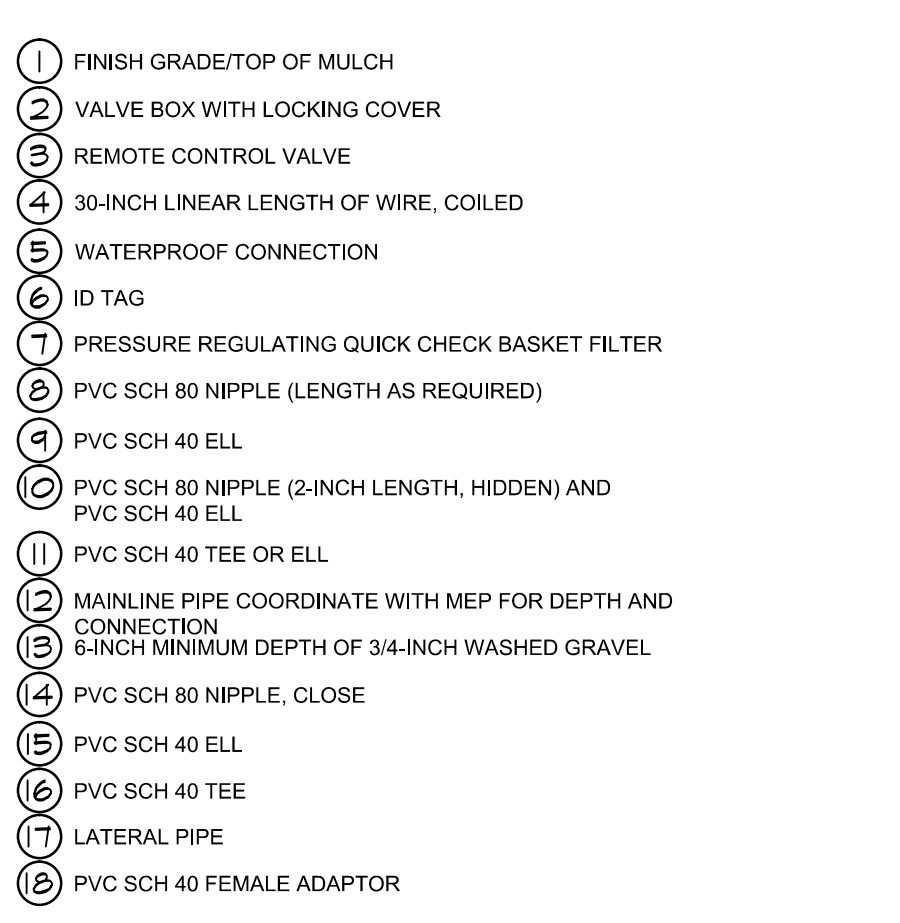 1 FINISH GRADE/TOP OF MULCH
2 VALVE BOX WITH LOCKING COVER
3 REMOTE CONTROL VALVE
4 30-INCH LINEAR LENGTH OF WIRE, COILED
5 WATERPROOF CONNECTION
6 ID TAG
7 PRESSURE REGULATING QUICK CHECK BASKET FILTER
8 PVC SCH 80 NIPPLE (LENGTH AS REQUIRED)
9 PVC SCH 40 ELL
10 PVC SCH 80 NIPPLE (2-INCH LENGTH, HIDDEN) AND
PVC SCH 40 ELL
11 PVC SCH 40 TEE OR ELL
12 MAINLINE PIPE COORDINATE WITH MEP FOR DEPTH AND
CONNECTION
13 6-INCH MINIMUM DEPTH OF 3/4-INCH WASHED GRAVEL
14 PVC SCH 80 NIPPLE, CLOSE
15 PVC SCH 40 ELL
16 PVC SCH 40 TEE
17 LATERAL PIPE
18 PVC SCH 40 FEMALE ADAPTOR